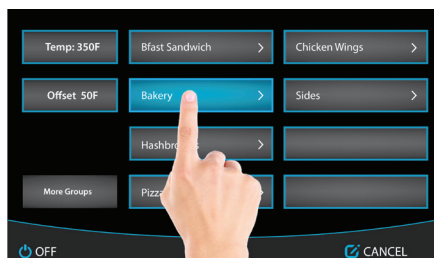 Temp: 350F
Bfast Sandwich
Chicken Wings
Offset 50F
Bakery
Sides
More Groups
OFF
CANCEL